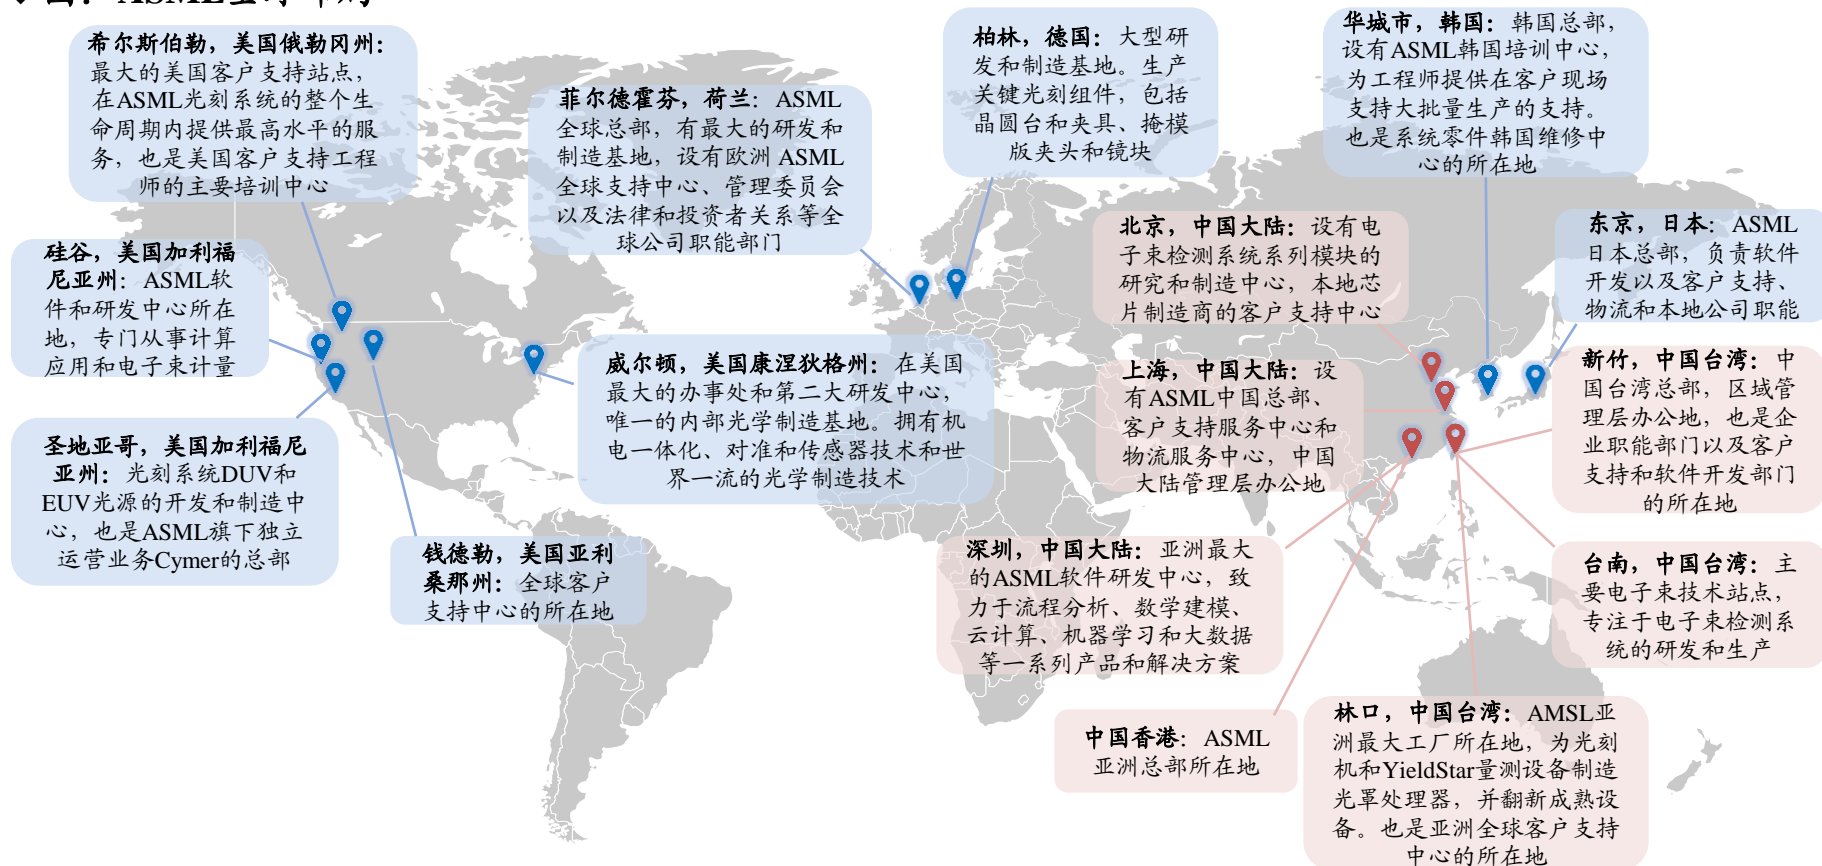 图：ASML全球布局
希尔斯伯勒，美国俄勒冈州：
最大的美国客户支持站点，
在ASML光刻系统的整个生
命周期内提供最高水平的服
务，也是美国客户支持工程
师的主要培训中心
菲尔德霍芬，荷兰：ASML
全球总部，有最大的研发和
制造基地，设有欧洲 ASML
全球支持中心、管理委员会
以及法律和投资者关系等全
球公司职能部门
柏林，德国：大型研
发和制造基地。生产
关键光刻组件，包括
晶圆台和夹具、掩模
版夹头和镜块
华城市，韩国：韩国总部，
设有ASML韩国培训中心，
为工程师提供在客户现场
支持大批量生产的支持。
也是系统零件韩国维修中
心的所在地
硅谷，美国加利福
尼亚州：ASML软
件和研发中心所在
地，专门从事计算
应用和电子束计量
北京，中国大陆：设有电
子束检测系统系列模块的
研究和制造中心，本地芯
片制造商的客户支持中心
东京，日本：ASML
日本总部，负责软件
开发以及客户支持、
物流和本地公司职能
威尔顿，美国康涅狄格州：在美国
最大的办事处和第二大研发中心，
唯一的内部光学制造基地。拥有机
电一体化、对准和传感器技术和世
界一流的光学制造技术
上海，中国大陆：设
有ASML中国总部、
客户支持服务中心和
物流服务中心，中国
大陆管理层办公地
新竹，中国台湾：中
国台湾总部，区域管
理层办公地，也是企
业职能部门以及客户
支持和软件开发部门
的所在地
圣地亚哥，美国加利福尼
亚州：光刻系统DUV和
EUV光源的开发和制造中
心，也是ASML旗下独立
运营业务Cymer的总部
钱德勒，美国亚利
桑那州：全球客户
支持中心的所在地
深圳，中国大陆：亚洲最大
的ASML软件研发中心，致
力于流程分析、数学建模、
云计算、机器学习和大数据
等一系列产品和解决方案
台南，中国台湾：主
要电子束技术站点，
专注于电子束检测系
统的研发和生产
中国香港：ASML
亚洲总部所在地
林口，中国台湾：AMSL亚
洲最大工厂所在地，为光刻
机和YieldStar量测设备制造
光罩处理器，并翻新成熟设
备。也是亚洲全球客户支持
中心的所在地